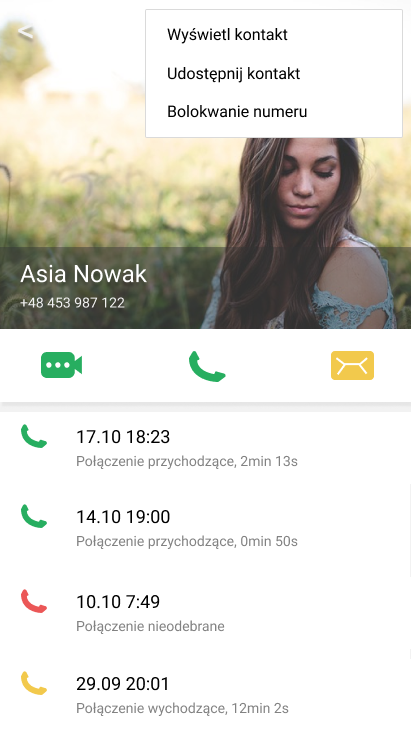 Wyświetl kontakt
Udostępnij kontakt
Bolokwanie numeru
Asia Nowak
+48 453 987 122
17.10 18:23
Połączenie przychodzące, 2min 13s
14.10 19:00
Połączenie przychodzące, 0min 50s
10.10 7:49
Połączenie nieodebrane
29.09 20:01
Połączenie wychodzące, 12min 2s